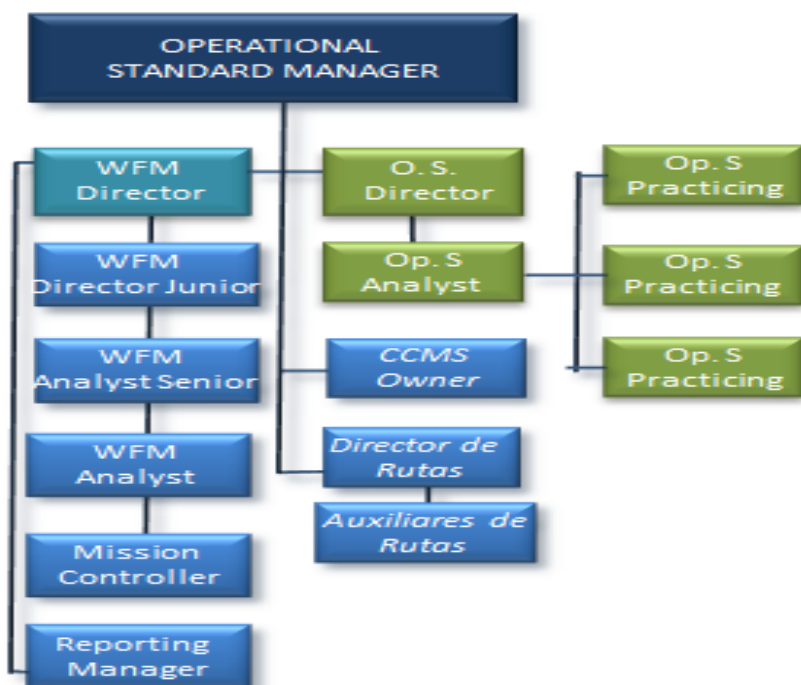 OPERATIONAL
STANDARD MANAGER
WFM
Director
O. S.
Director
Op. S
Practicing
WFM
Director Junior
Op. S
Analyst
Op. S
Practicing
WFM
Analyst Senior
CCMS
Owner
Op. S
Practicing
WFM
Analyst
Director de
Rutas
Mission
Controller
Auxiliares de
Rutas
Reporting
Manager